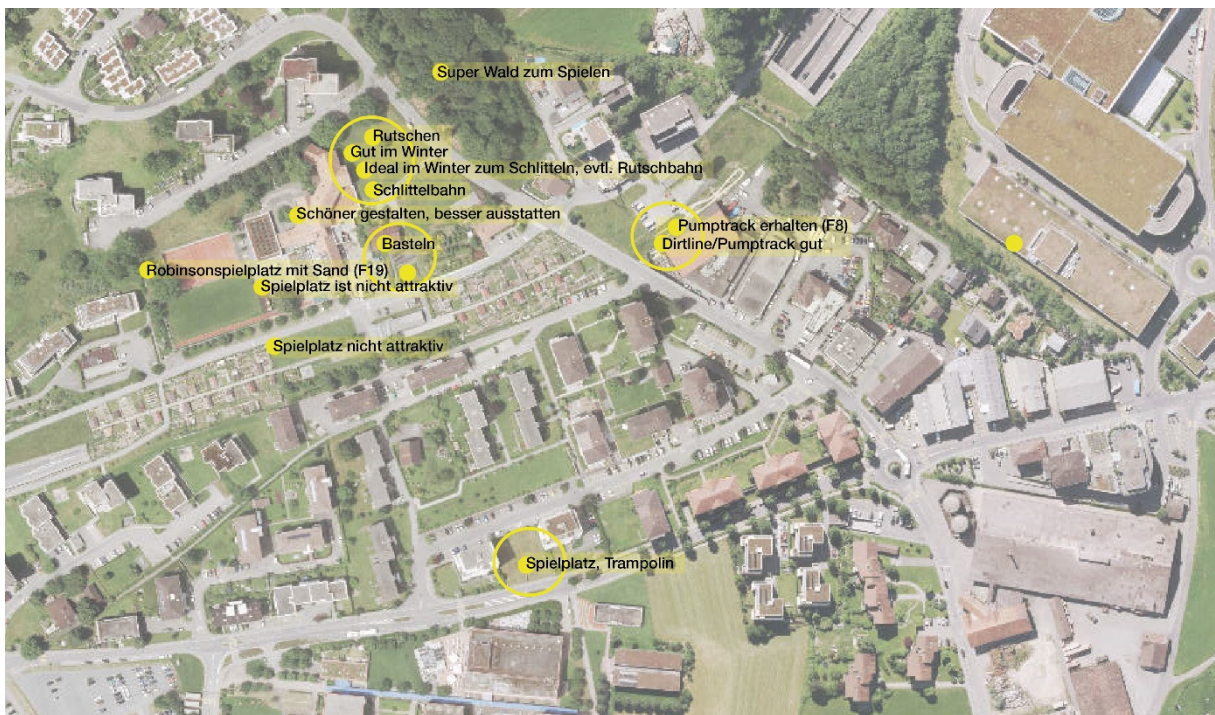 Super Wald zum Spielen
Rutschen
Gut im Winter
Ideal im Winter zum Schlitteln, evtl. Rutschbahn
Schlittelbahn
Schöner gestalten, besser ausstatten
Pumptrack erhalten (F8)
Basteln
Dirtline/Pumptrack gut
Robinsonspielplatz mit Sand (F19)
Spielplatz ist nicht attraktiv
Spielplatz nicht attraktiv
Spielplatz, Trampolin